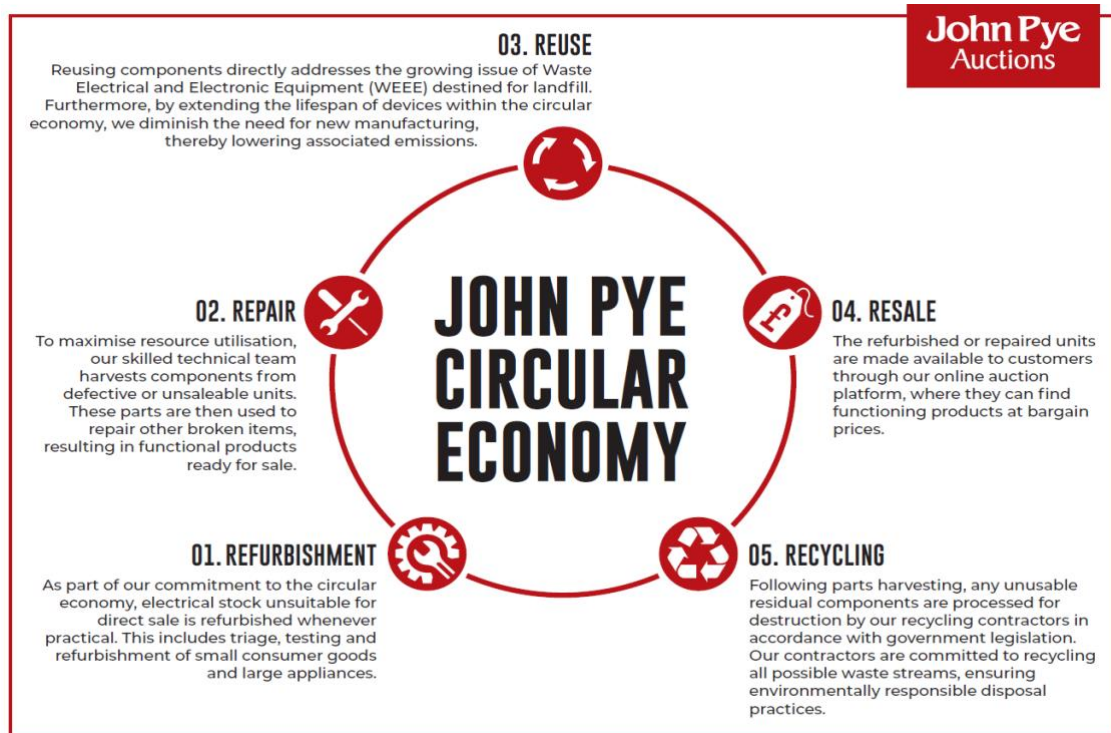 John Pye
Auctions
03. REUSE
Reusing components directly addresses the growing issue of Waste
Electrical and Electronic Equipment (WEEE) destined for landfill.
Furthermore, by extending the lifespan of devices within the circular
economy, we diminish the need for new manufacturing,
thereby lowering associated emissions.
02. REPAIR
To maximise resource utilisation,
our skilled technical team
harvests components from
defective or unsaleable units.
These parts are then used to
repair other broken items,
resulting in functional products
ready for sale.
JOHN PYE
CIRCULAR
ECONOMY
£
04. RESALE
The refurbished or repaired units
are made available to customers
through our online auction
platform, where they can find
functioning products at bargain
prices.
01. REFURBISHMENT
As part of our commitment to the circular
economy, electrical stock unsuitable for
direct sale is refurbished whenever
practical. This includes triage, testing and
refurbishment of small consumer goods
and large appliances.
05. RECYCLING
Following parts harvesting, any unusable
residual components are processed for
destruction by our recycling contractors in
accordance with government legislation.
Our contractors are committed to recycling
all possible waste streams, ensuring
environmentally responsible disposal
practices.